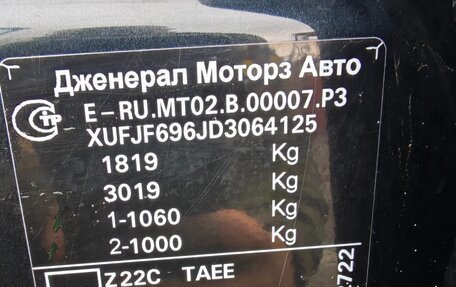 Дженерал Моторз Авто
E-RU.MT02.B.00007.P3
XUFJF696JD3064125
1819 Kg
3019 Kg
1-1060 Kg
2-1000 Kg
Z22C TAEE
722